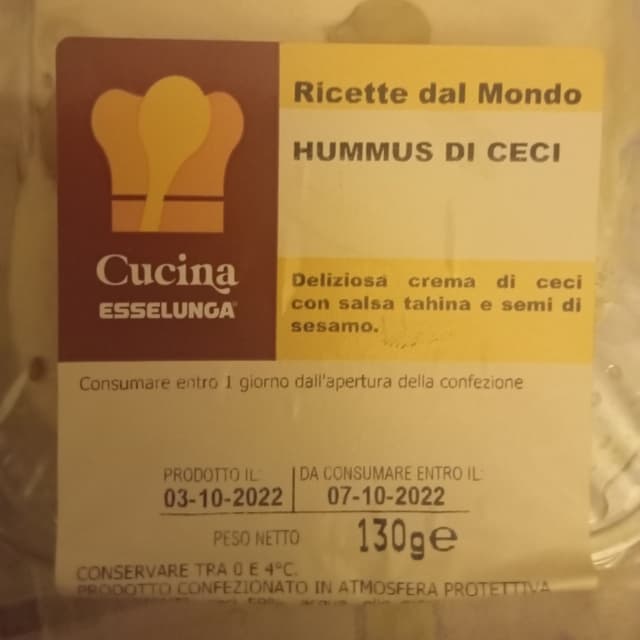 Ricette dal Mondo
HUMMUS DI CECI
Cucina
ESSELUNGA
Deliziosa crema di ceci
con salsa tahina e semi di
sesamo.
Consumare entro 1 giorno dall'apertura della confezione
PRODOTTO IL: DA CONSUMARE ENTRO IL:
03-10-2022 07-10-2022
PESO NETTO 130g℮
CONSERVARE TRA 0 E 4°C.
PRODOTTO CONFEZIONATO IN ATMOSFERA PROTETTIVA